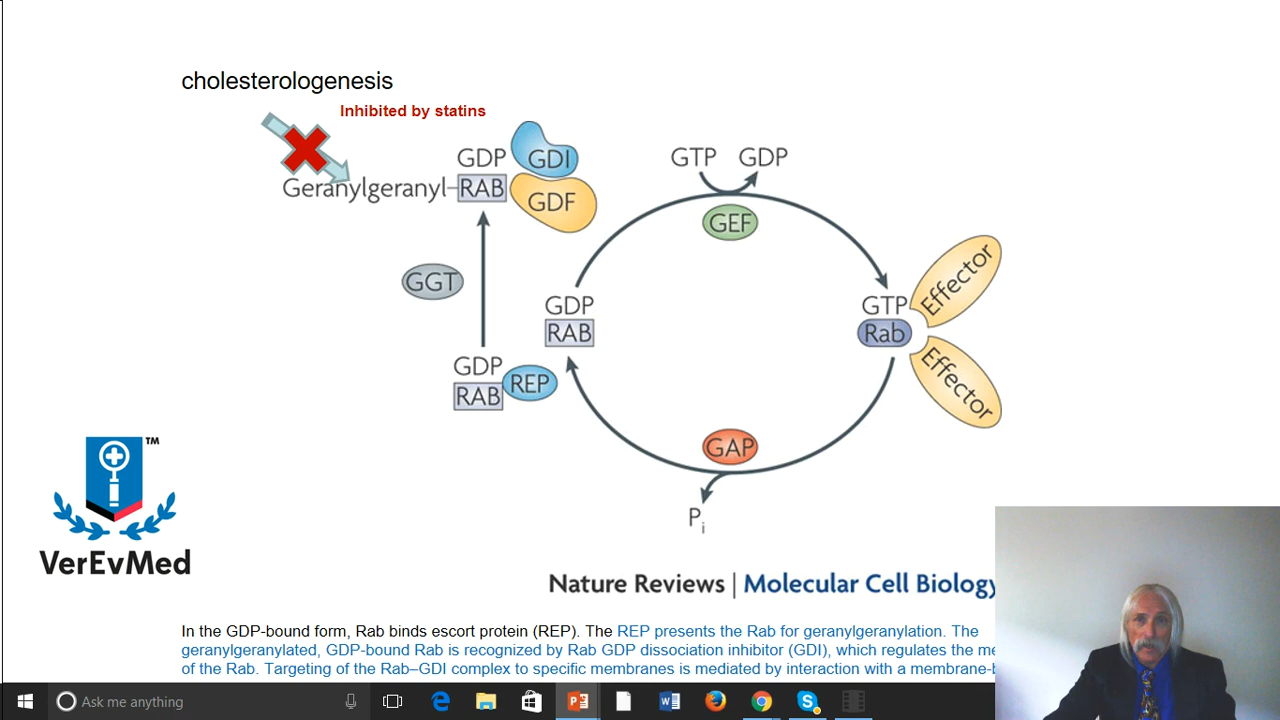 cholesterologenesis
Inhibited by statins
GDP
GDI
Geranylgeranyl
RAB
GDF
GTP GDP
GEF
GGT
GDP
RAB
GTP
Rab
Effector
Effector
GDP
RAB
REP
GAP
Pi
TM
VerEvMed
Nature Reviews | Molecular Cell Biology
In the GDP-bound form, Rab binds escort protein (REP). The REP presents the Rab for geranylgeranylation. The
geranylgeranylated, GDP-bound Rab is recognized by Rab GDP dissociation inhibitor (GDI), which regulates the
of the Rab. Targeting of the Rab–GDI complex to specific membranes is mediated by interaction with a
Ask me anything